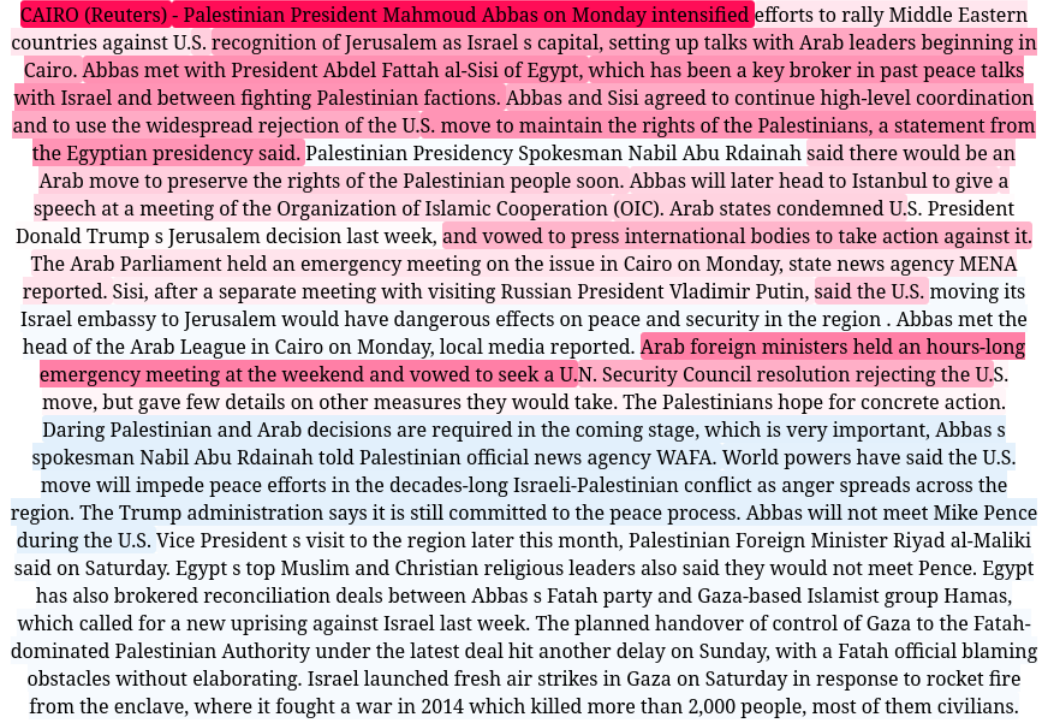 CAIRO (Reuters) - Palestinian President Mahmoud Abbas on Monday intensified efforts to rally Middle Eastern
countries against U.S. recognition of Jerusalem as Israel s capital, setting up talks with Arab leaders beginning in
Cairo. Abbas met with President Abdel Fattah al-Sisi of Egypt, which has been a key broker in past peace talks
with Israel and between fighting Palestinian factions. Abbas and Sisi agreed to continue high-level coordination
and to use the widespread rejection of the U.S. move to maintain the rights of the Palestinians, a statement from
the Egyptian presidency said. Palestinian Presidency Spokesman Nabil Abu Rdainah said there would be an
Arab move to preserve the rights of the Palestinian people soon. Abbas will later head to Istanbul to give a
speech at a meeting of the Organization of Islamic Cooperation (OIC). Arab states condemned U.S. President
Donald Trump s Jerusalem decision last week, and vowed to press international bodies to take action against it.
The Arab Parliament held an emergency meeting on the issue in Cairo on Monday, state news agency MENA
reported. Sisi, after a separate meeting with visiting Russian President Vladimir Putin, said the U.S. moving its
Israel embassy to Jerusalem would have dangerous effects on peace and security in the region . Abbas met the
head of the Arab League in Cairo on Monday, local media reported. Arab foreign ministers held an hours-long
emergency meeting at the weekend and vowed to seek a U.N. Security Council resolution rejecting the U.S.
move, but gave few details on other measures they would take. The Palestinians hope for concrete action.
Daring Palestinian and Arab decisions are required in the coming stage, which is very important, Abbas s
spokesman Nabil Abu Rdainah told Palestinian official news agency WAFA. World powers have said the U.S.
move will impede peace efforts in the decades-long Israeli-Palestinian conflict as anger spreads across the
region. The Trump administration says it is still committed to the peace process. Abbas will not meet Mike Pence
during the U.S. Vice President s visit to the region later this month, Palestinian Foreign Minister Riyad al-Maliki
said on Saturday. Egypt s top Muslim and Christian religious leaders also said they would not meet Pence. Egypt
has also brokered reconciliation deals between Abbas s Fatah party and Gaza-based Islamist group Hamas,
which called for a new uprising against Israel last week. The planned handover of control of Gaza to the Fatah-
dominated Palestinian Authority under the latest deal hit another delay on Sunday, with a Fatah official blaming
obstacles without elaborating. Israel launched fresh air strikes in Gaza on Saturday in response to rocket fire
from the enclave, where it fought a war in 2014 which killed more than 2,000 people, most of them civilians.